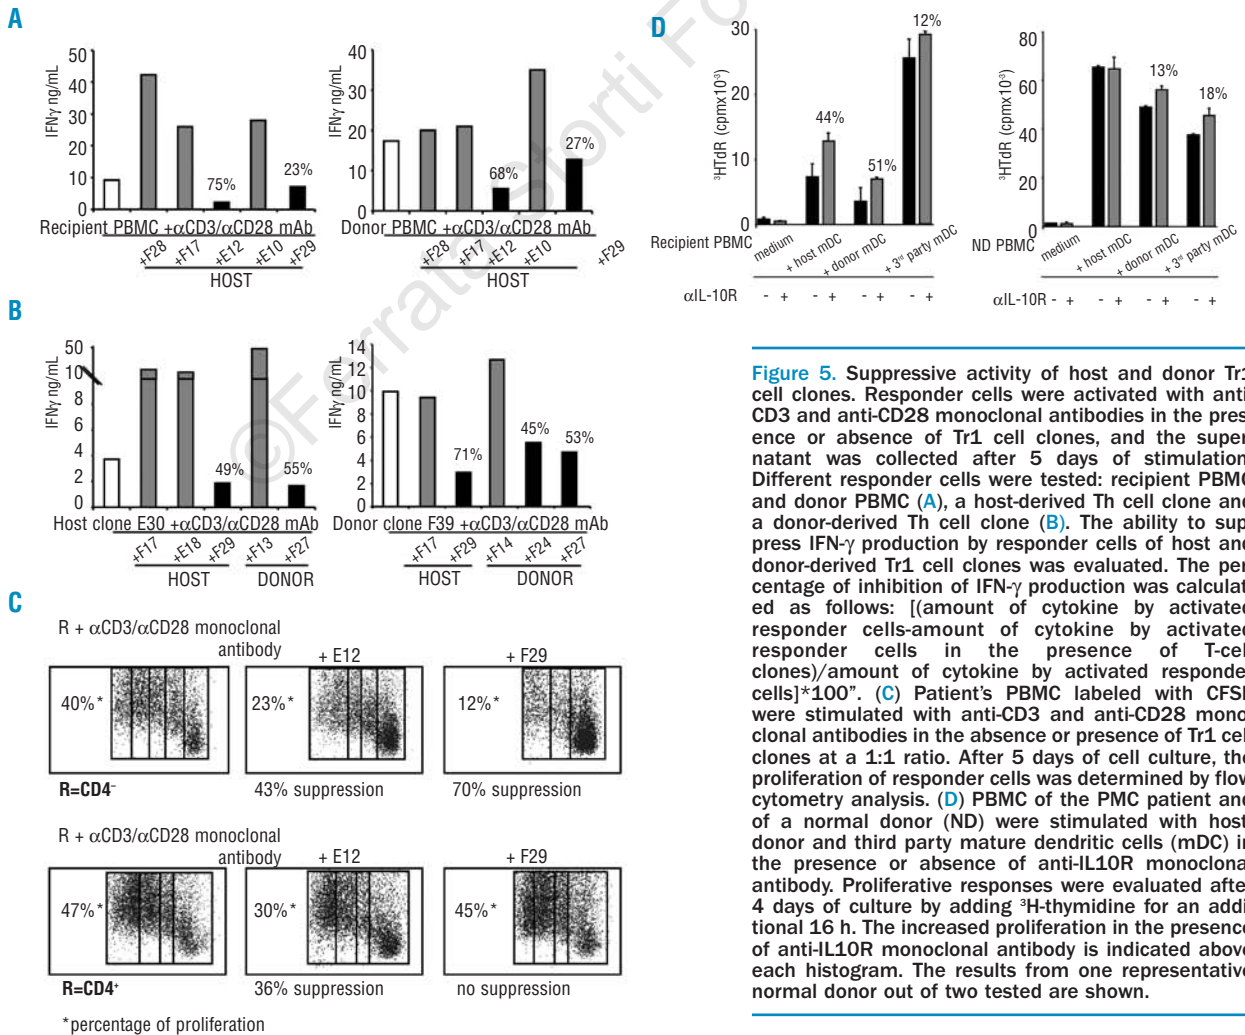 A
50
40
30
20
10
0
IFNγ ng/mL
75%
23%
Recipient PBMC +αCD3/αCD28 mAb
+F28
+F17
+E12
+E10
+F29
HOST
40
30
20
10
0
IFNγ ng/mL
68%
27%
Donor PBMC +αCD3/αCD28 mAb
+F28
+F17
+E12
+E10
+F29
HOST
B
50
10
8
6
4
2
0
IFNγ ng/mL
49%
55%
Host clone E30 +αCD3/αCD28 mAb
+F17
+E18
+F29
+F13
+F27
HOST
DONOR
14
12
10
8
6
4
2
0
IFNγ ng/mL
71%
45%
53%
Donor clone F39 +αCD3/αCD28 mAb
+F17
+F29
+F14
+F24
+F27
HOST
DONOR
C
R + αCD3/αCD28 monoclonal
antibody
+ E12
+ F29
40%*
23%*
12%*
R=CD4⁻
43% suppression
70% suppression
R + αCD3/αCD28 monoclonal
antibody
+ E12
+ F29
47%*
30%*
45%*
R=CD4⁺
36% suppression
no suppression
*percentage of proliferation
D
30
20
10
0
³HTdR (cpmx10⁻³)
44%
51%
12%
Recipient PBMC
medium
+ host mDC
+ donor mDC
+ 3ʳᵈ party mDC
αIL-10R - + - + - + - +
80
60
40
20
0
³HTdR (cpmx10⁻³)
13%
18%
ND PBMC
medium
+ host mDC
+ donor mDC
+ 3ʳᵈ party mDC
αIL-10R - + - + - + - +
Figure 5. Suppressive activity of host and donor Tr1
cell clones. Responder cells were activated with anti
CD3 and anti-CD28 monoclonal antibodies in the pres
ence or absence of Tr1 cell clones, and the super
natant was collected after 5 days of stimulation
Different responder cells were tested: recipient PBMC
and donor PBMC (A), a host-derived Th cell clone and
a donor-derived Th cell clone (B). The ability to sup
press IFN-γ production by responder cells of host and
donor-derived Tr1 cell clones was evaluated. The per
centage of inhibition of IFN-γ production was calculat
ed as follows: [(amount of cytokine by activated
responder cells-amount of cytokine by activated
responder cells in the presence of T-cel
clones)/amount of cytokine by activated responde
cells]*100”. (C) Patient's PBMC labeled with CFS
were stimulated with anti-CD3 and anti-CD28 mono
clonal antibodies in the absence or presence of Tr1 cel
clones at a 1:1 ratio. After 5 days of cell culture, the
proliferation of responder cells was determined by flow
cytometry analysis. (D) PBMC of the PMC patient and
of a normal donor (ND) were stimulated with host
donor and third party mature dendritic cells (mDC) in
the presence or absence of anti-IL10R monoclona
antibody. Proliferative responses were evaluated afte
4 days of culture by adding ³H-thymidine for an addi
tional 16 h. The increased proliferation in the presence
of anti-IL10R monoclonal antibody is indicated above
each histogram. The results from one representative
normal donor out of two tested are shown.
©Ferrata Storti Fo